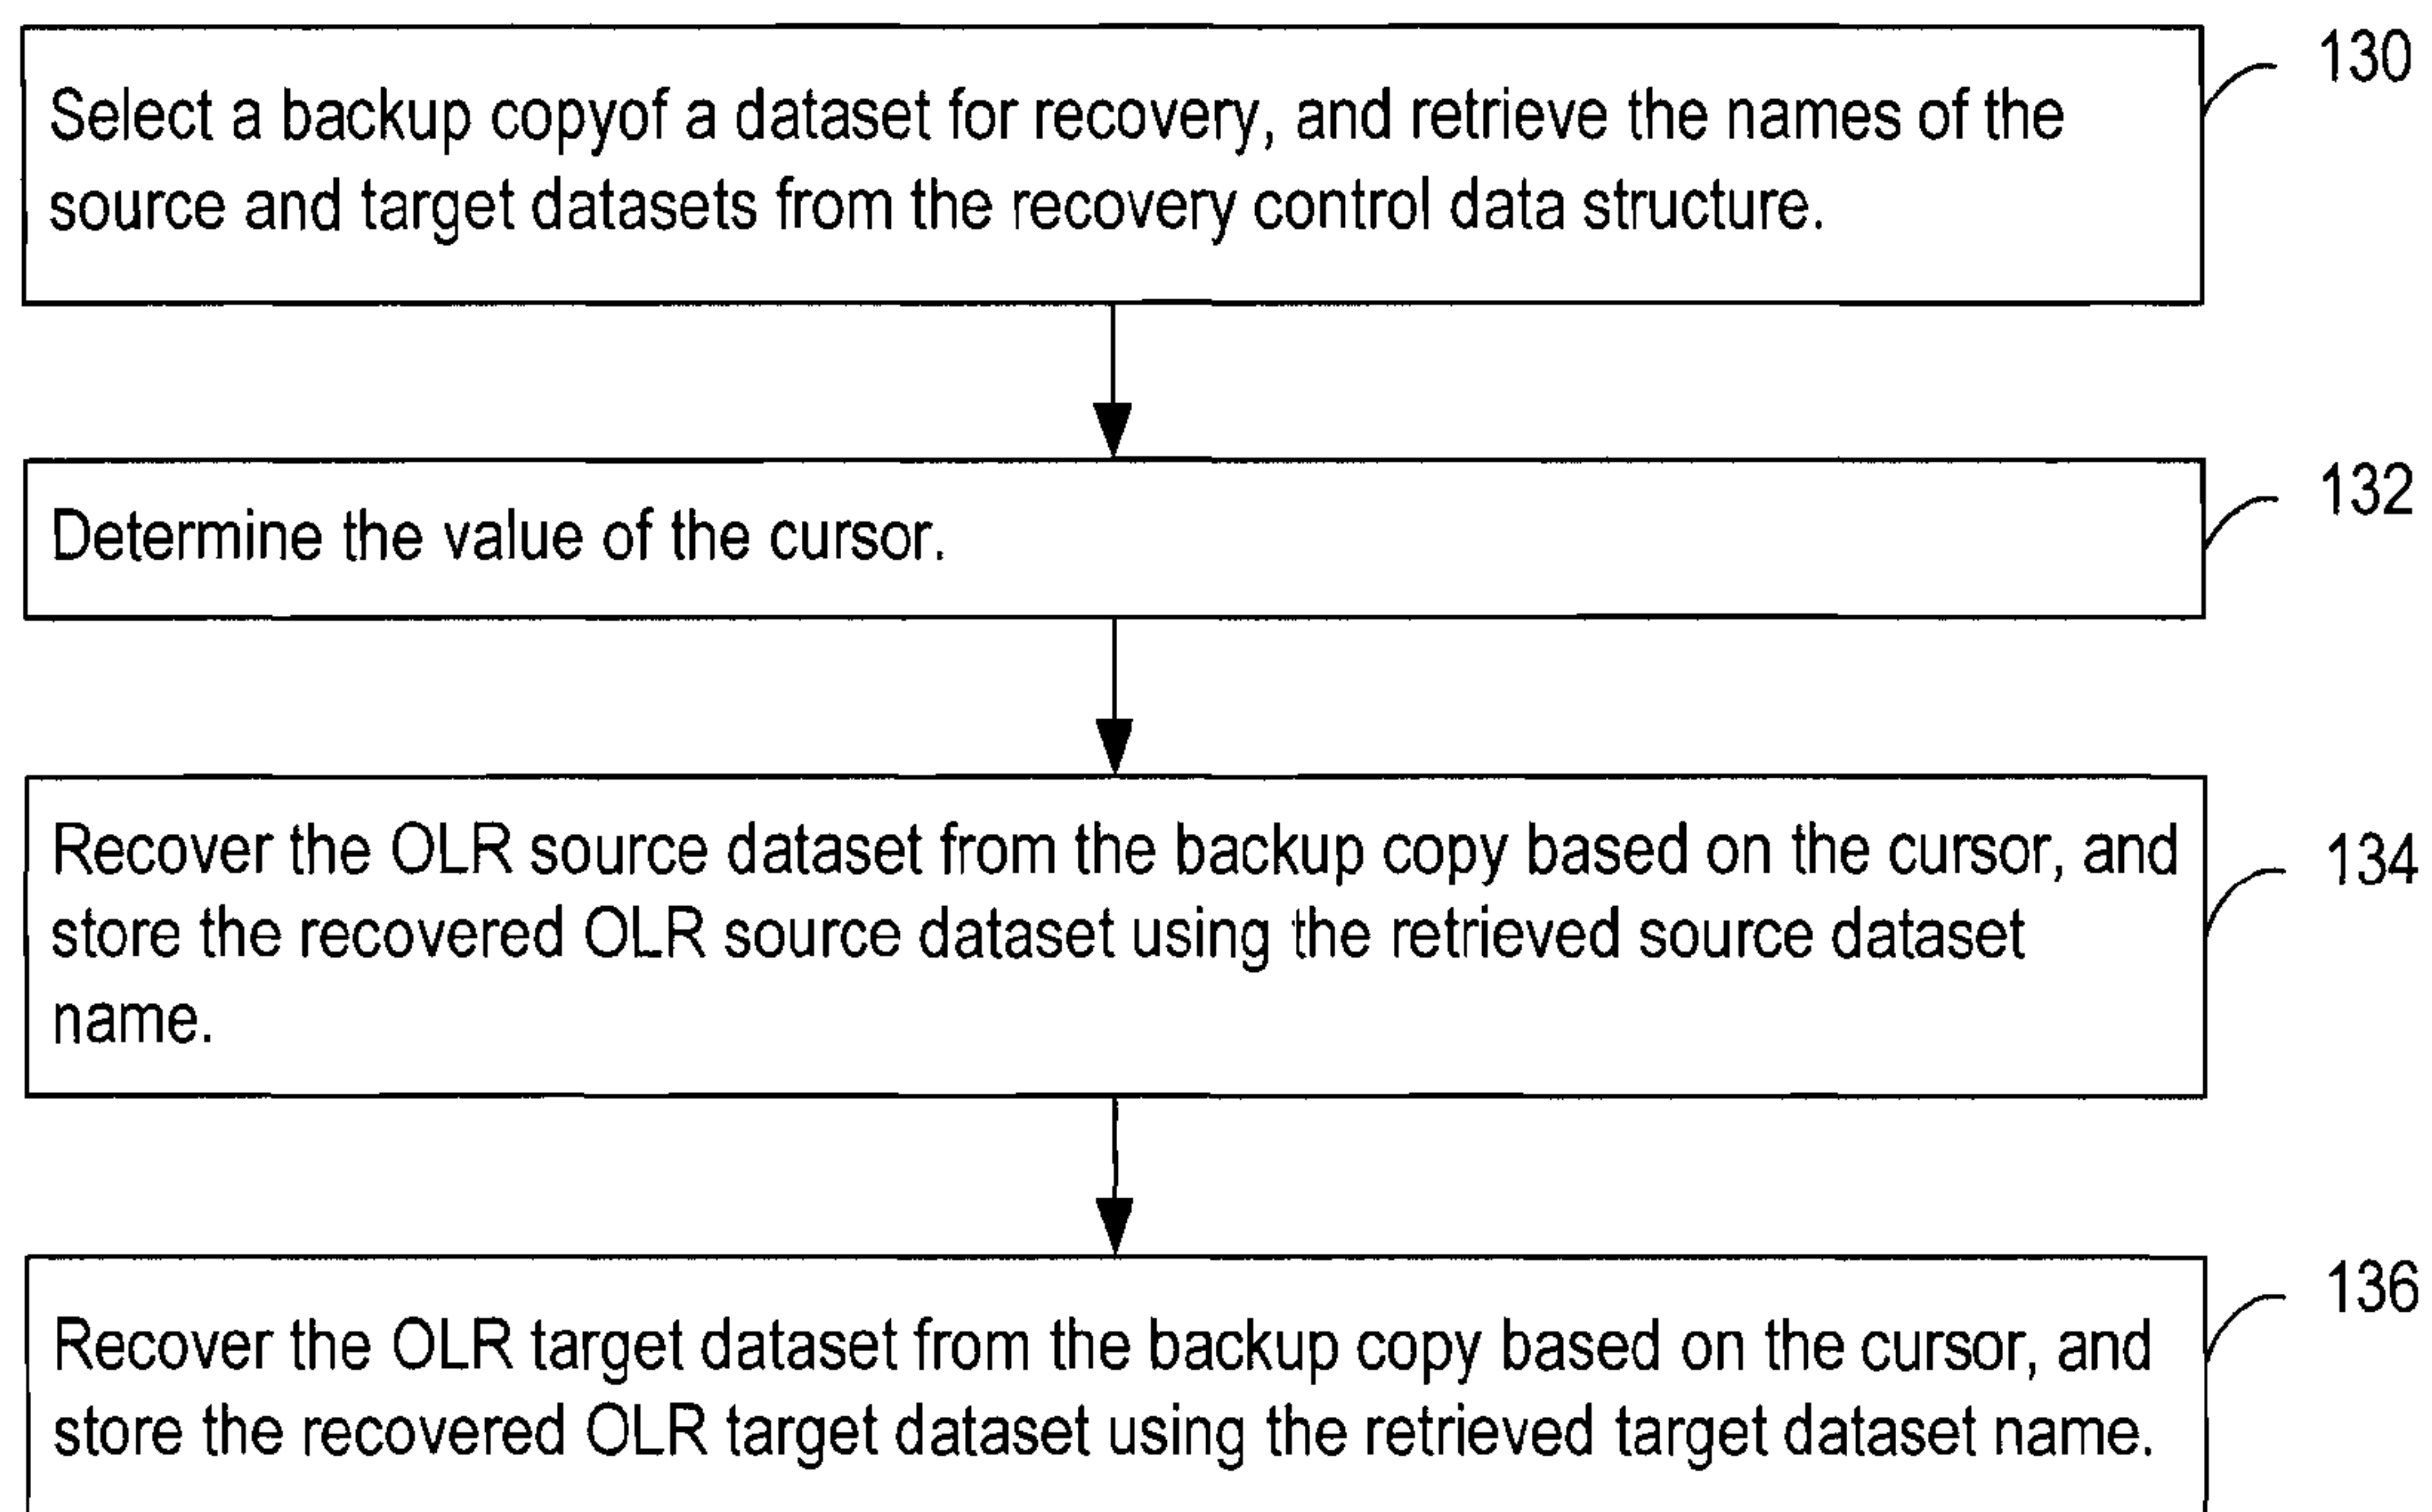 130
Select a backup copyof a dataset for recovery, and retrieve the names of the
source and target datasets from the recovery control data structure.
132
Determine the value of the cursor.
134
Recover the OLR source dataset from the backup copy based on the cursor, and
store the recovered OLR source dataset using the retrieved source dataset
name.
136
Recover the OLR target dataset from the backup copy based on the cursor, and
store the recovered OLR target dataset using the retrieved target dataset name.